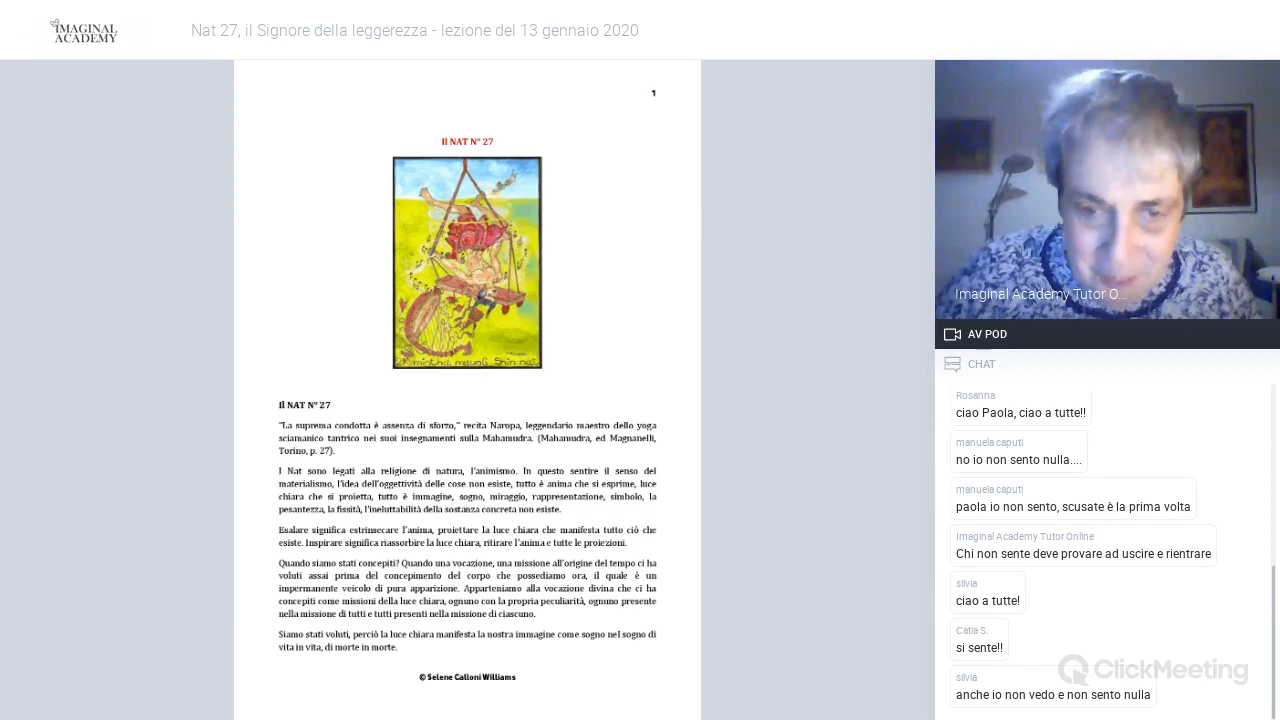 IMAGINAL
ACADEMY
Nat 27, il Signore della leggerezza - lezione del 13 gennaio 2020
1
Il NAT N° 27
Il NAT N° 27
"La suprema condotta è assenza di sforzo," recita Naropa, leggendario maestro dello yoga
sciamanico tantrico nei suoi insegnamenti sulla Mahamudra. (Mahamudra, ed Magnanelli,
Torino, p. 27).
I Nat sono legati alla religione di natura, l'animismo. In questo sentire il senso del
materialismo, l'idea dell'oggettività delle cose non esiste, tutto è anima che si esprime, luce
chiara che si proietta, tutto è immagine, sogno, miraggio, rappresentazione, simbolo, la
pesantezza, la fissità, l'ineluttabilità della sostanza concreta non esiste.
Esalare significa estrinsecare l'anima, proiettare la luce chiara che manifesta tutto ciò che
esiste. Inspirare significa riassorbire la luce chiara, ritirare l'anima e tutte le proiezioni.
Quando siamo stati concepiti? Quando una vocazione, una missione all'origine del tempo ci ha
voluti assai prima del concepimento del corpo che possediamo ora, il quale è un
impermanente veicolo di pura apparizione. Apparteniamo alla vocazione divina che ci ha
concepiti come missioni della luce chiara, ognuno con la propria peculiarità, ognuno presente
nella missione di tutti e tutti presenti nella missione di ciascuno.
Siamo stati voluti, perciò la luce chiara manifesta la nostra immagine come sogno nel sogno di
vita in vita, di morte in morte.
© Selene Calloni Williams
Imaginal Academy Tutor O...
AV POD
CHAT
Rosanna
ciao Paola, ciao a tutte!!
manuela caputi
no io non sento nulla....
manuela caputi
paola io non sento, scusate è la prima volta
Imaginal Academy Tutor Online
Chi non sente deve provare ad uscire e rientrare
silvia
ciao a tutte!
Catia S.
si sente!!
silvia
anche io non vedo e non sento nulla
ClickMeeting